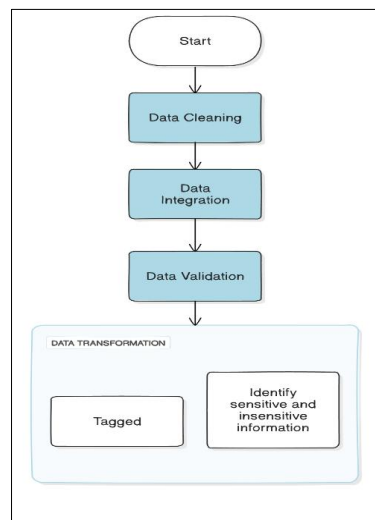 Start
Data Cleaning
Data
Integration
Data Validation
DATA TRANSFORMATION
Tagged
Identify
sensitive and
insensitive
information